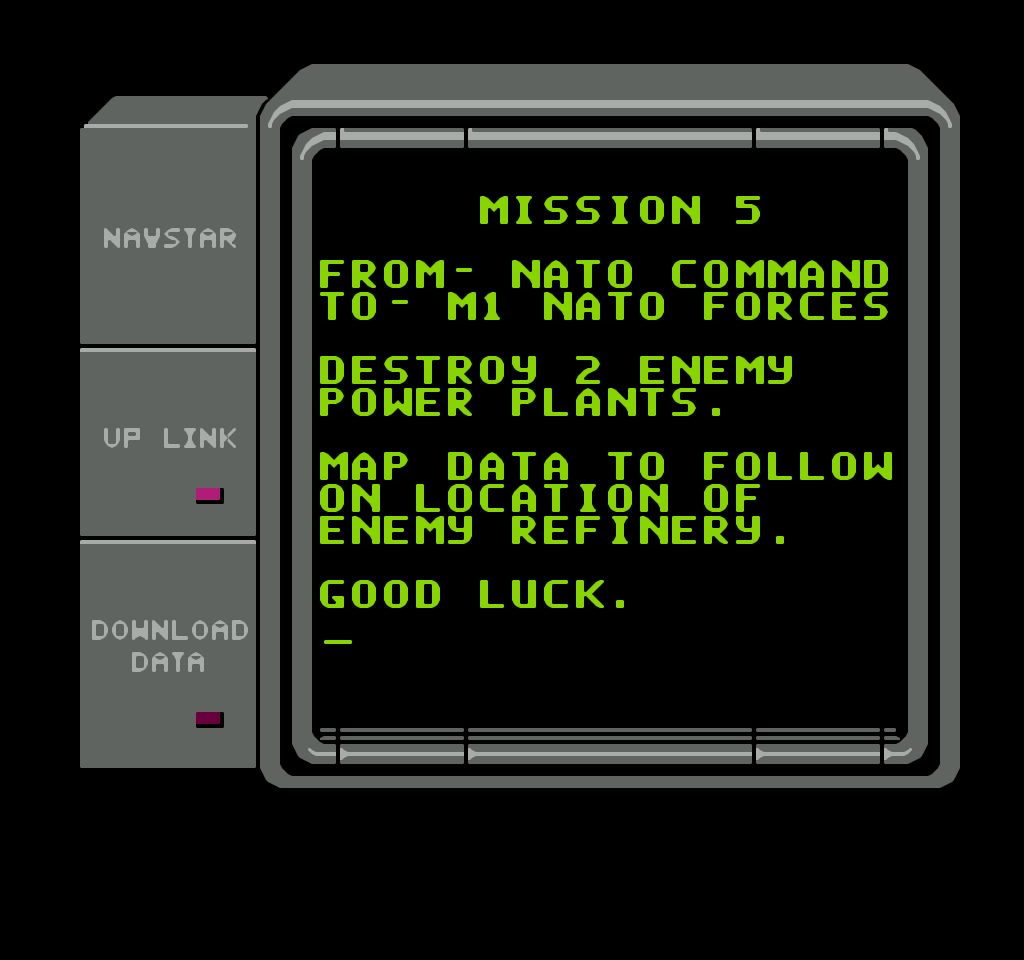 MISSION 5
FROM- NATO COMMAND
TO- M1 NATO FORCES
DESTROY 2 ENEMY
POWER PLANTS.
MAP DATA TO FOLLOW
ON LOCATION OF
ENEMY REFINERY.
GOOD LUCK.
_
NAVSTAR
UP LINK
DOWNLOAD
DATA